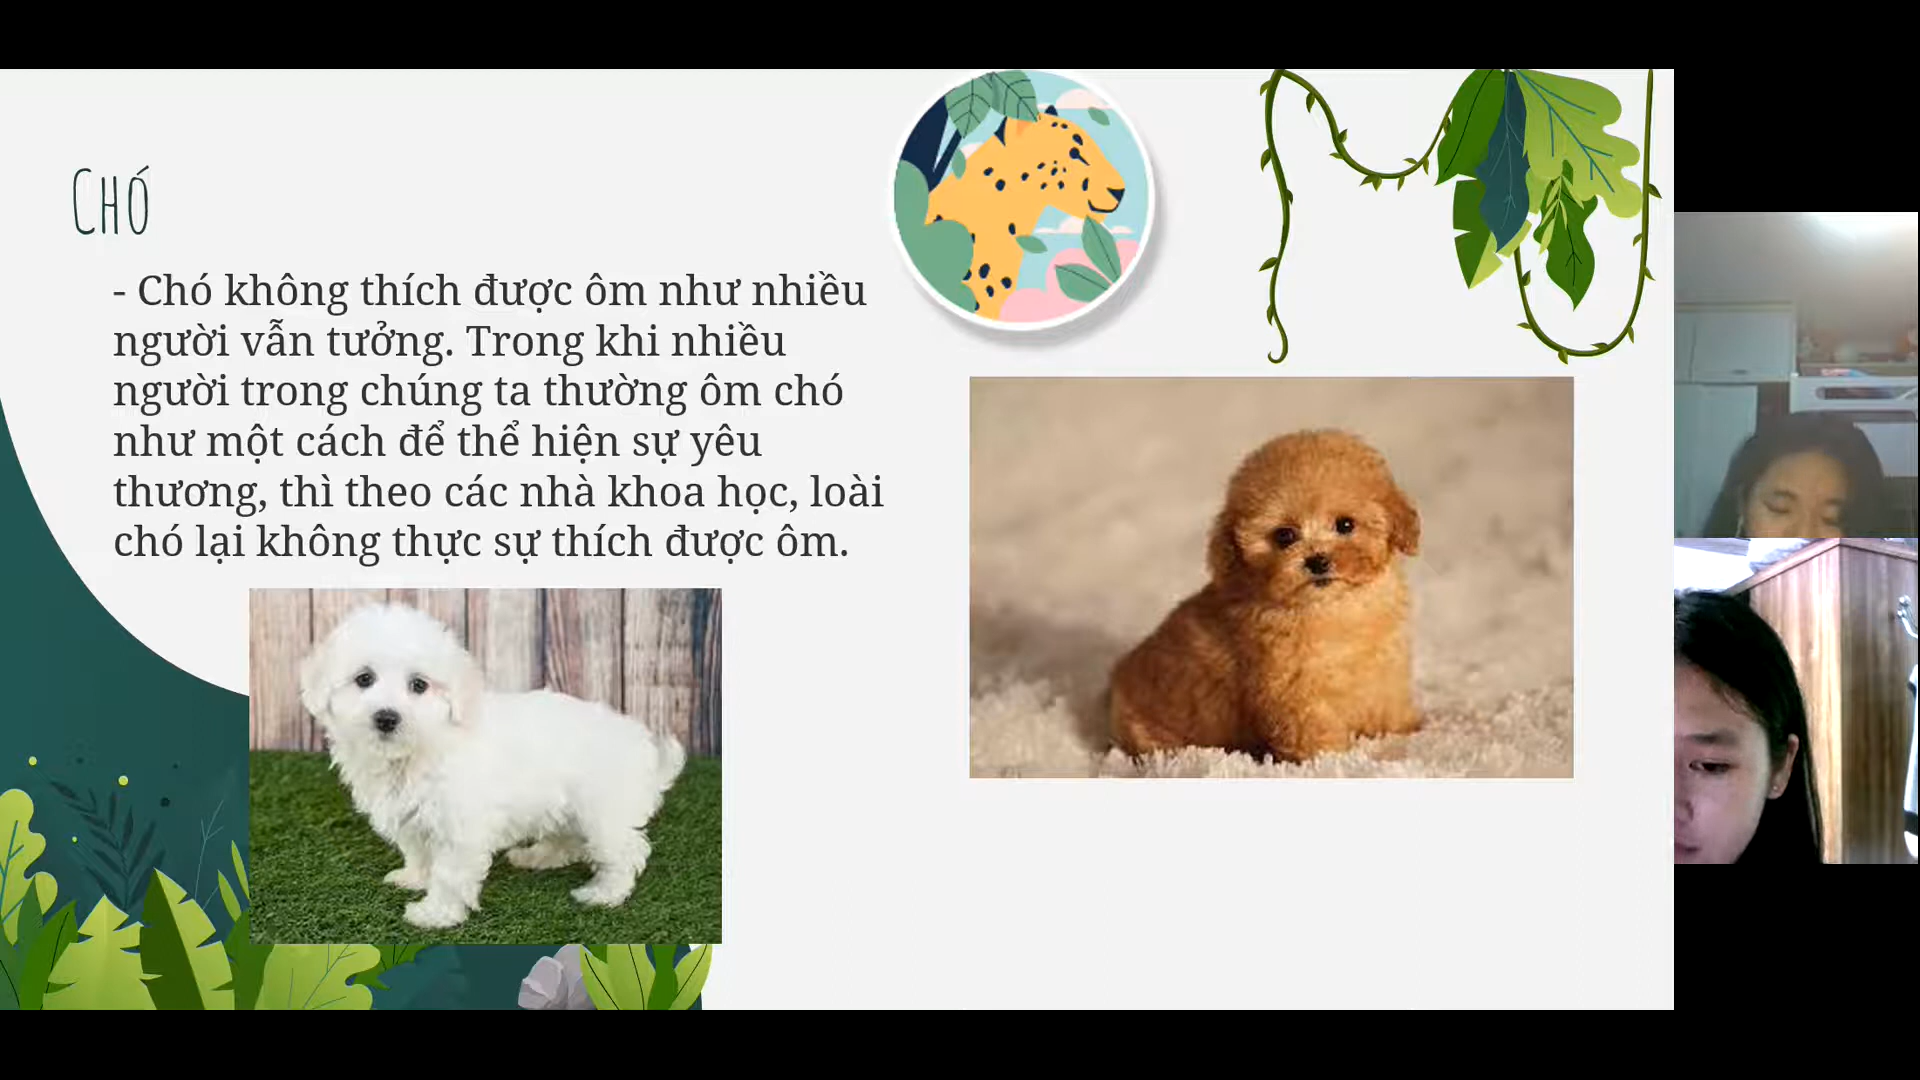 Chó
- Chó không thích được ôm như nhiều
người vẫn tưởng. Trong khi nhiều
người trong chúng ta thường ôm chó
như một cách để thể hiện sự yêu
thương, thì theo các nhà khoa học, loài
chó lại không thực sự thích được ôm.